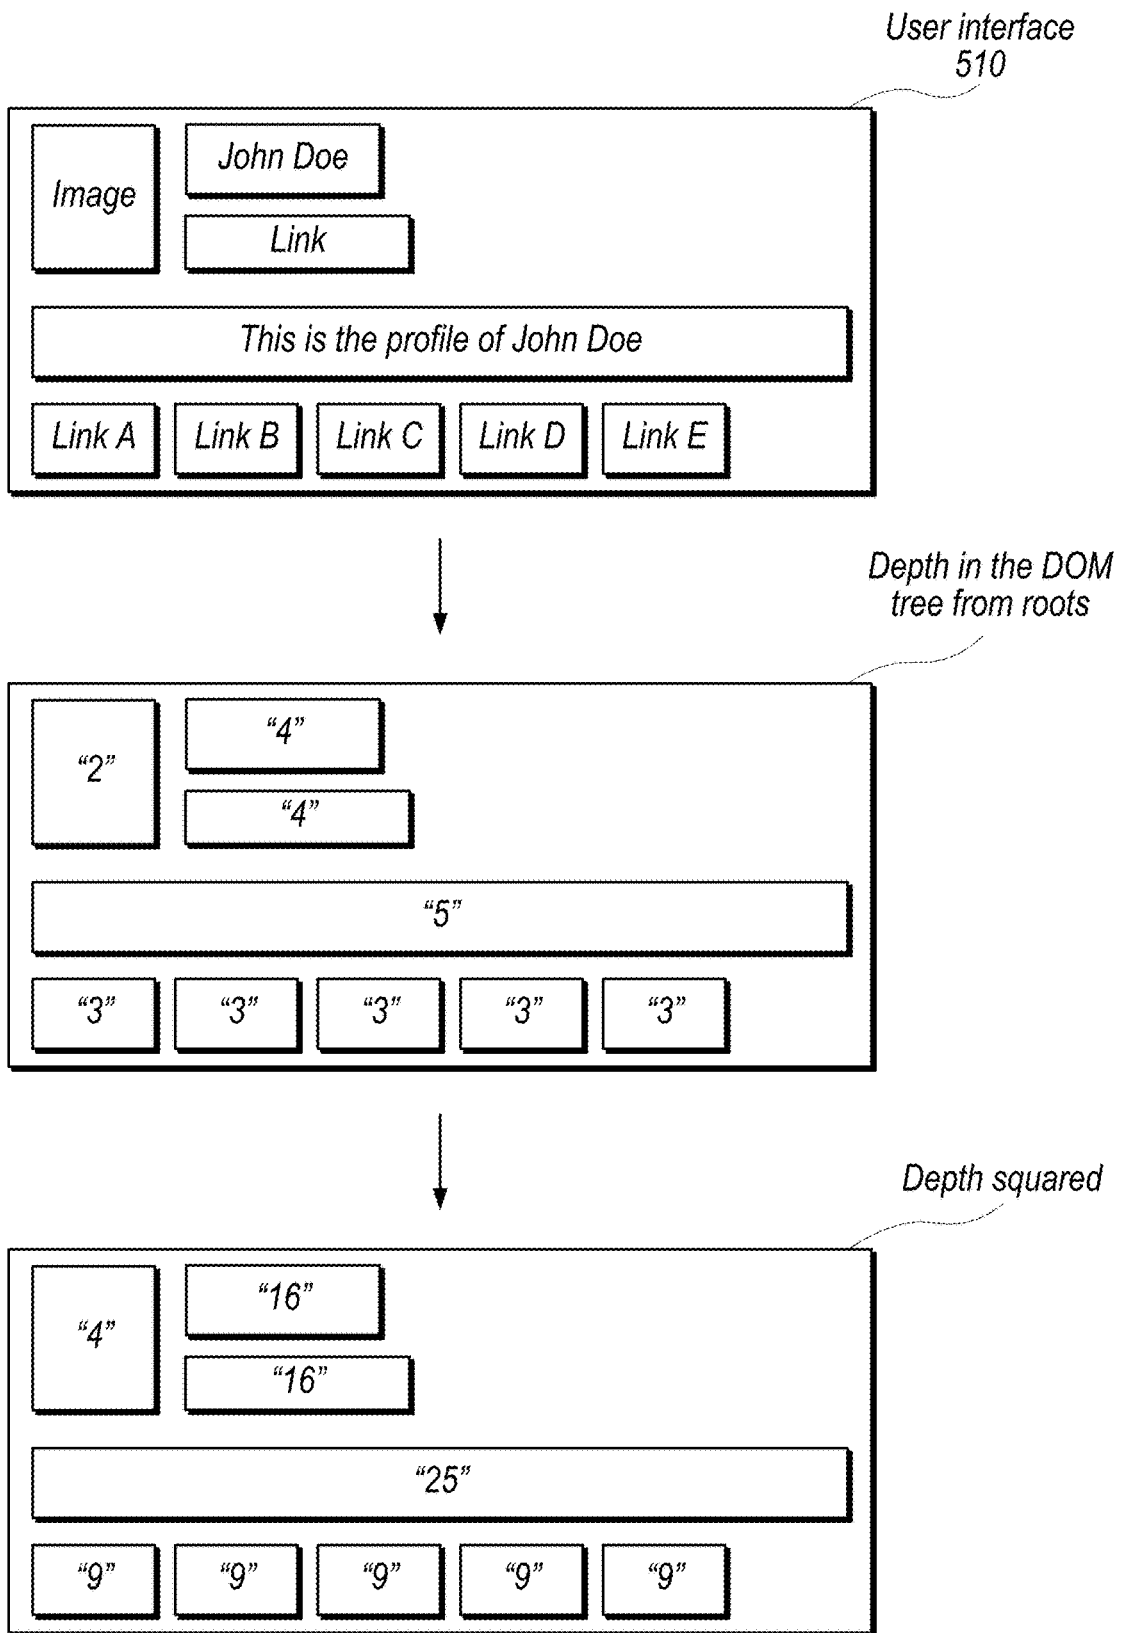 User interface
510
Image
John Doe
Link
This is the profile of John Doe
Link A
Link B
Link C
Link D
Link E
Depth in the DOM
tree from roots
“2”
“4”
“4”
“5”
“3”
“3”
“3”
“3”
“3”
Depth squared
“4”
“16”
“16”
“25”
“9”
“9”
“9”
“9”
“9”